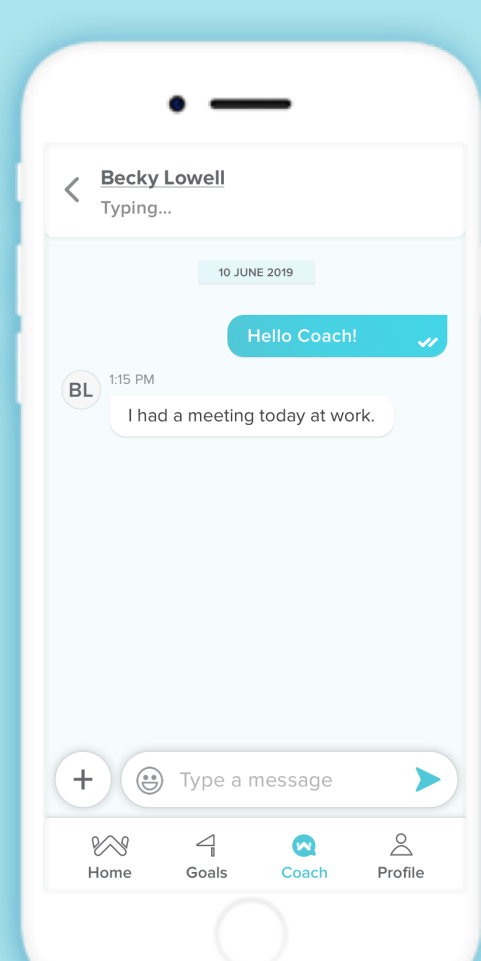 Becky Lowell
Typing...
10 JUNE 2019
Hello Coach!
1:15 PM
BL
I had a meeting today at work.
Type a message
Home
Goals
Coach
Profile